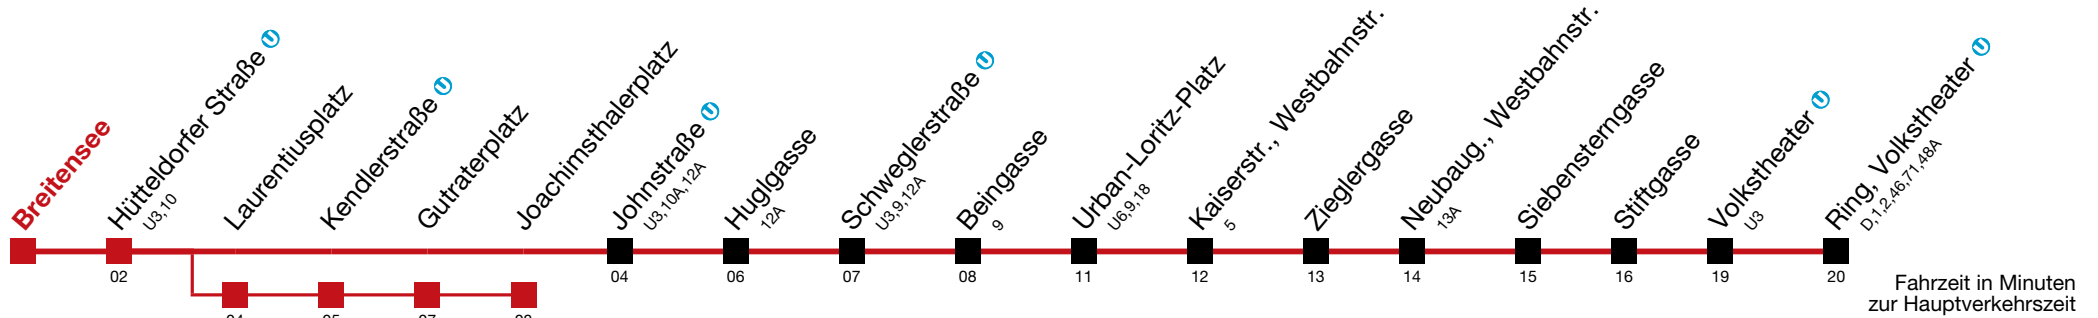 Breitensee
Hütteldorfer Straße U
U3,10
Laurentiusplatz
Kendlerstraße U
Gutraterplatz
Joachimsthalerplatz
Johnstraße U
U3,10A,12A
Huglgasse
12A
Schweglerstraße U
U3,9,12A
Beingasse
9
Urban-Loritz-Platz
U6,9,18
Kaiserstr., Westbahnstr.
5
Zieglergasse
Neubaug., Westbahnstr.
13A
Siebensterngasse
Stiftgasse
Volkstheater U
U3
Ring, Volkstheater U
D,1,2,46,71,48A
02
04
06
07
08
11
12
13
14
15
16
19
20
Fahrzeit in Minuten
zur Hauptverkehrszeit